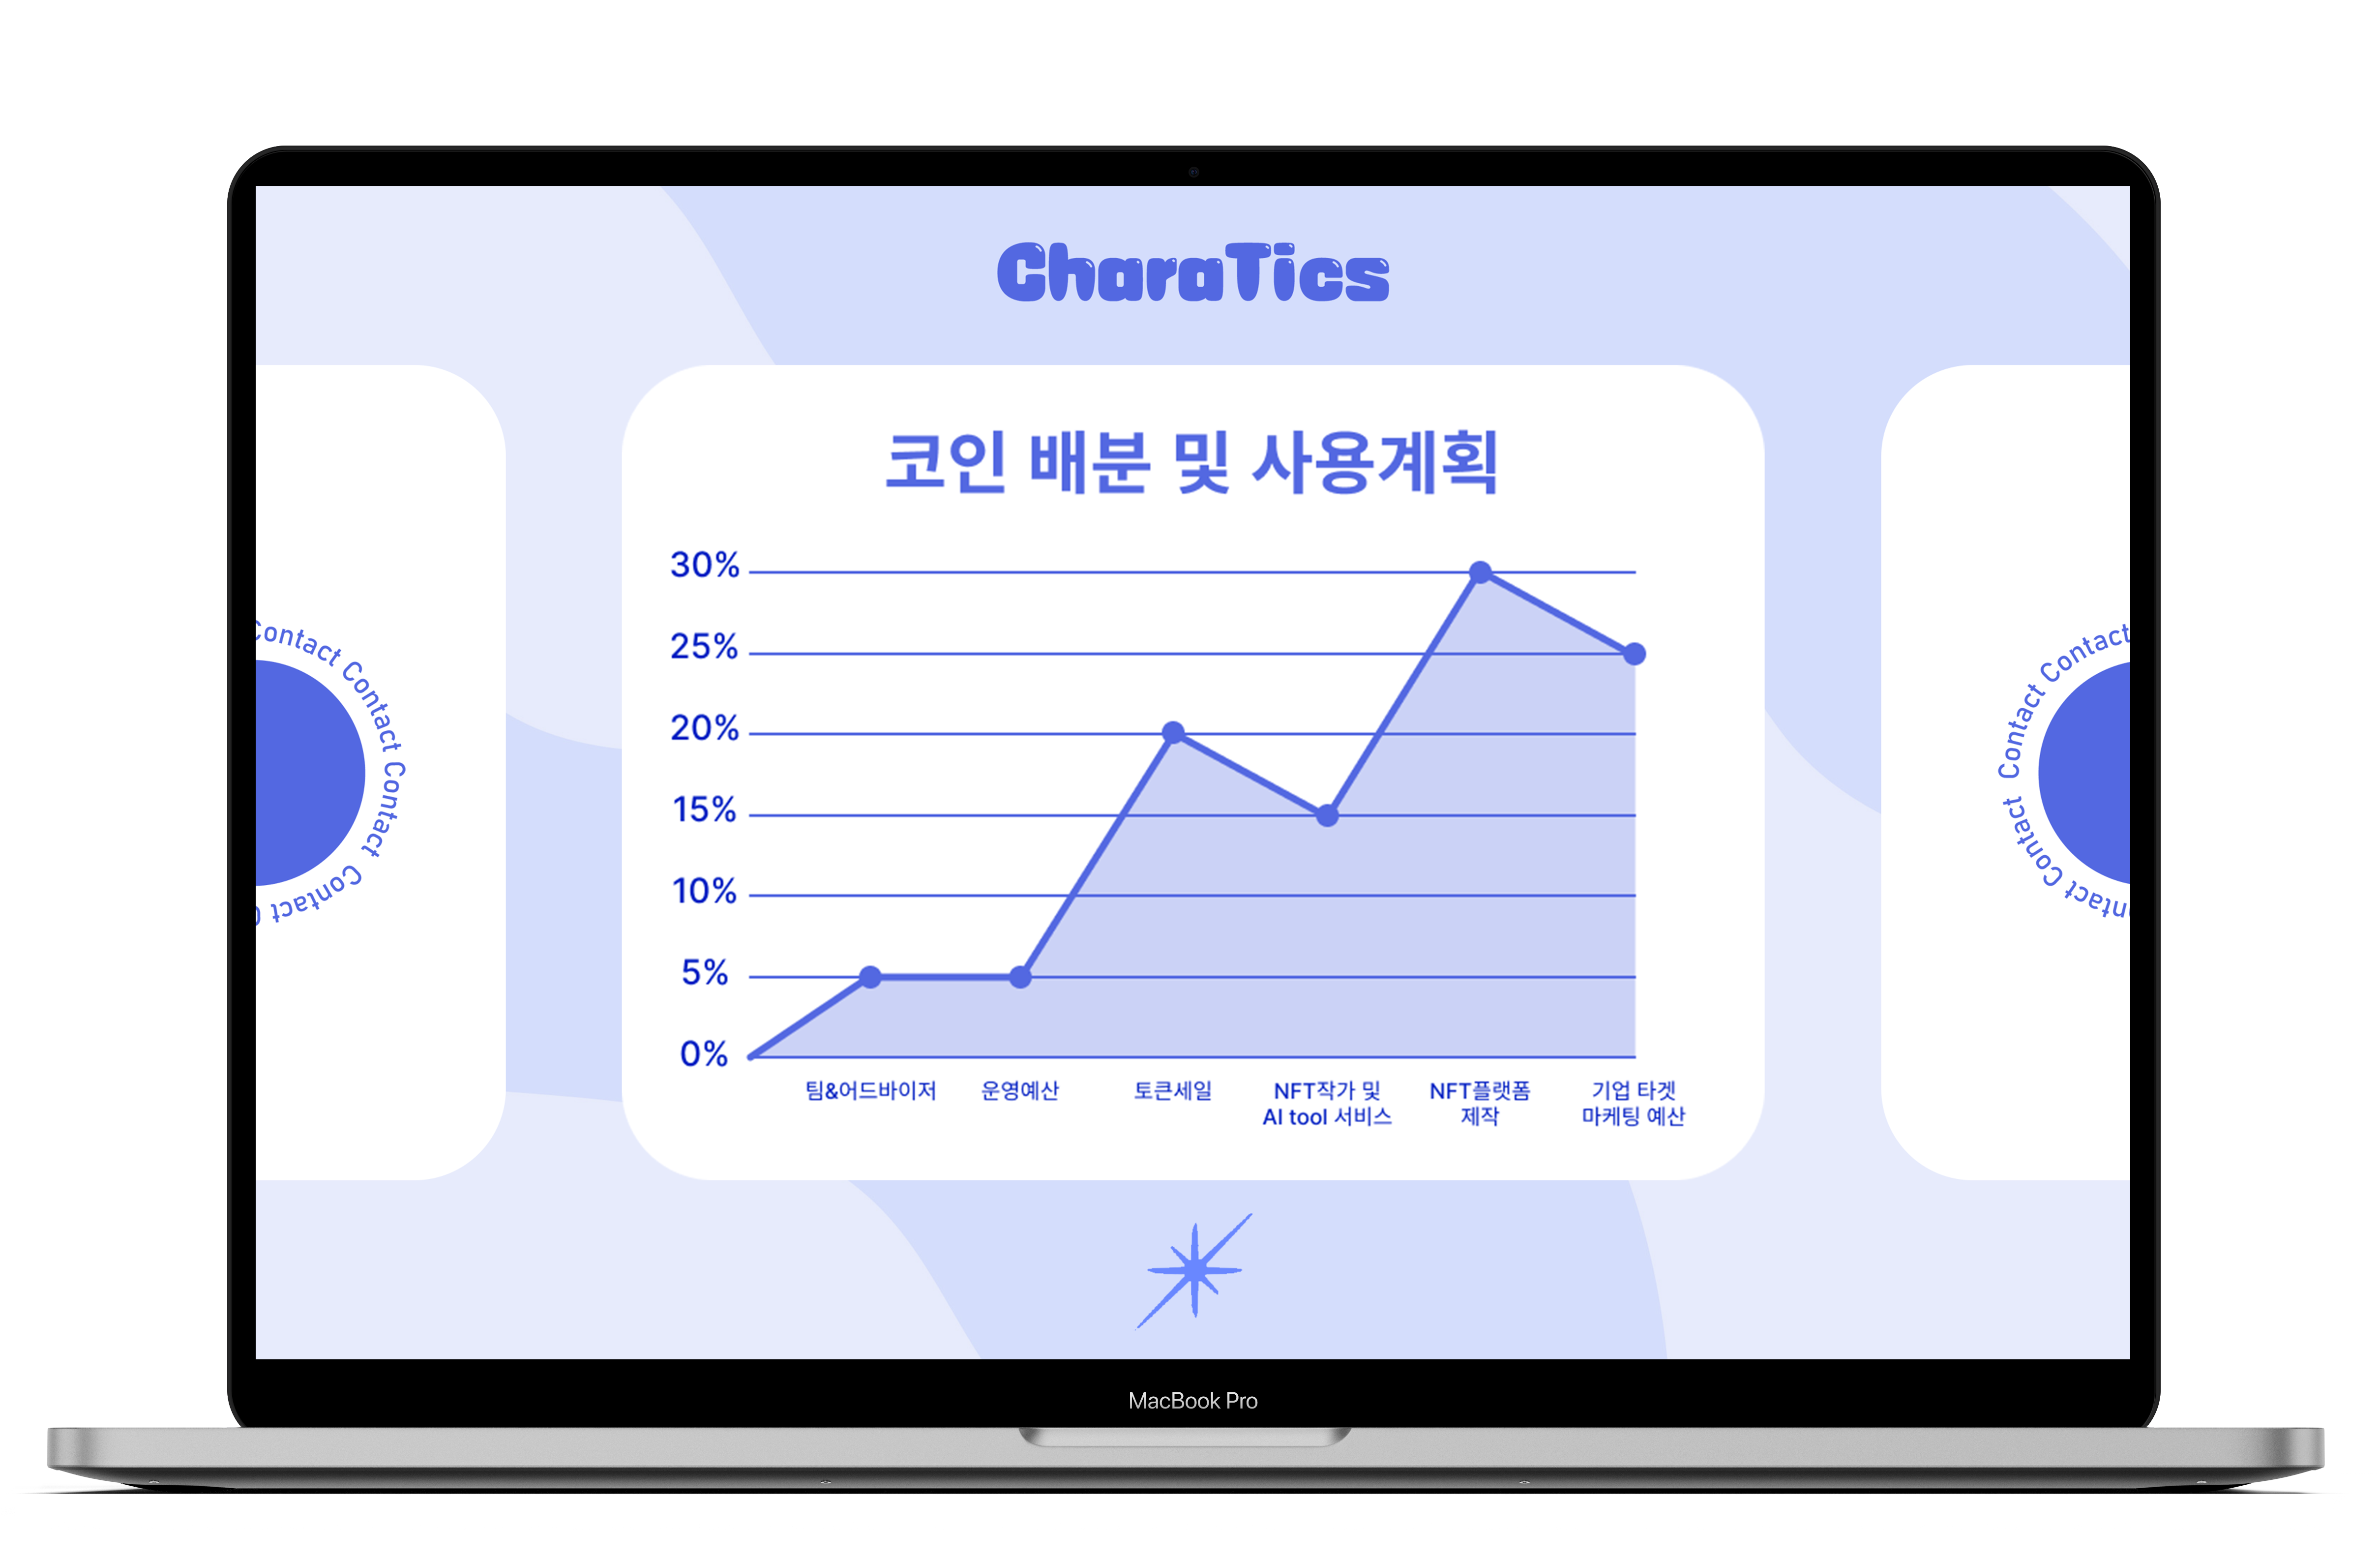 CharaTics
코인 배분 및 사용계획
30%
25%
20%
15%
10%
5%
0%
팀&어드바이저
운영예산
토큰세일
NFT작가 및
AI tool 서비스
NFT플랫폼
제작
기업 타겟
마케팅 예산
Contact Contact Contact Contact
Contact Contact Contact
MacBook Pro